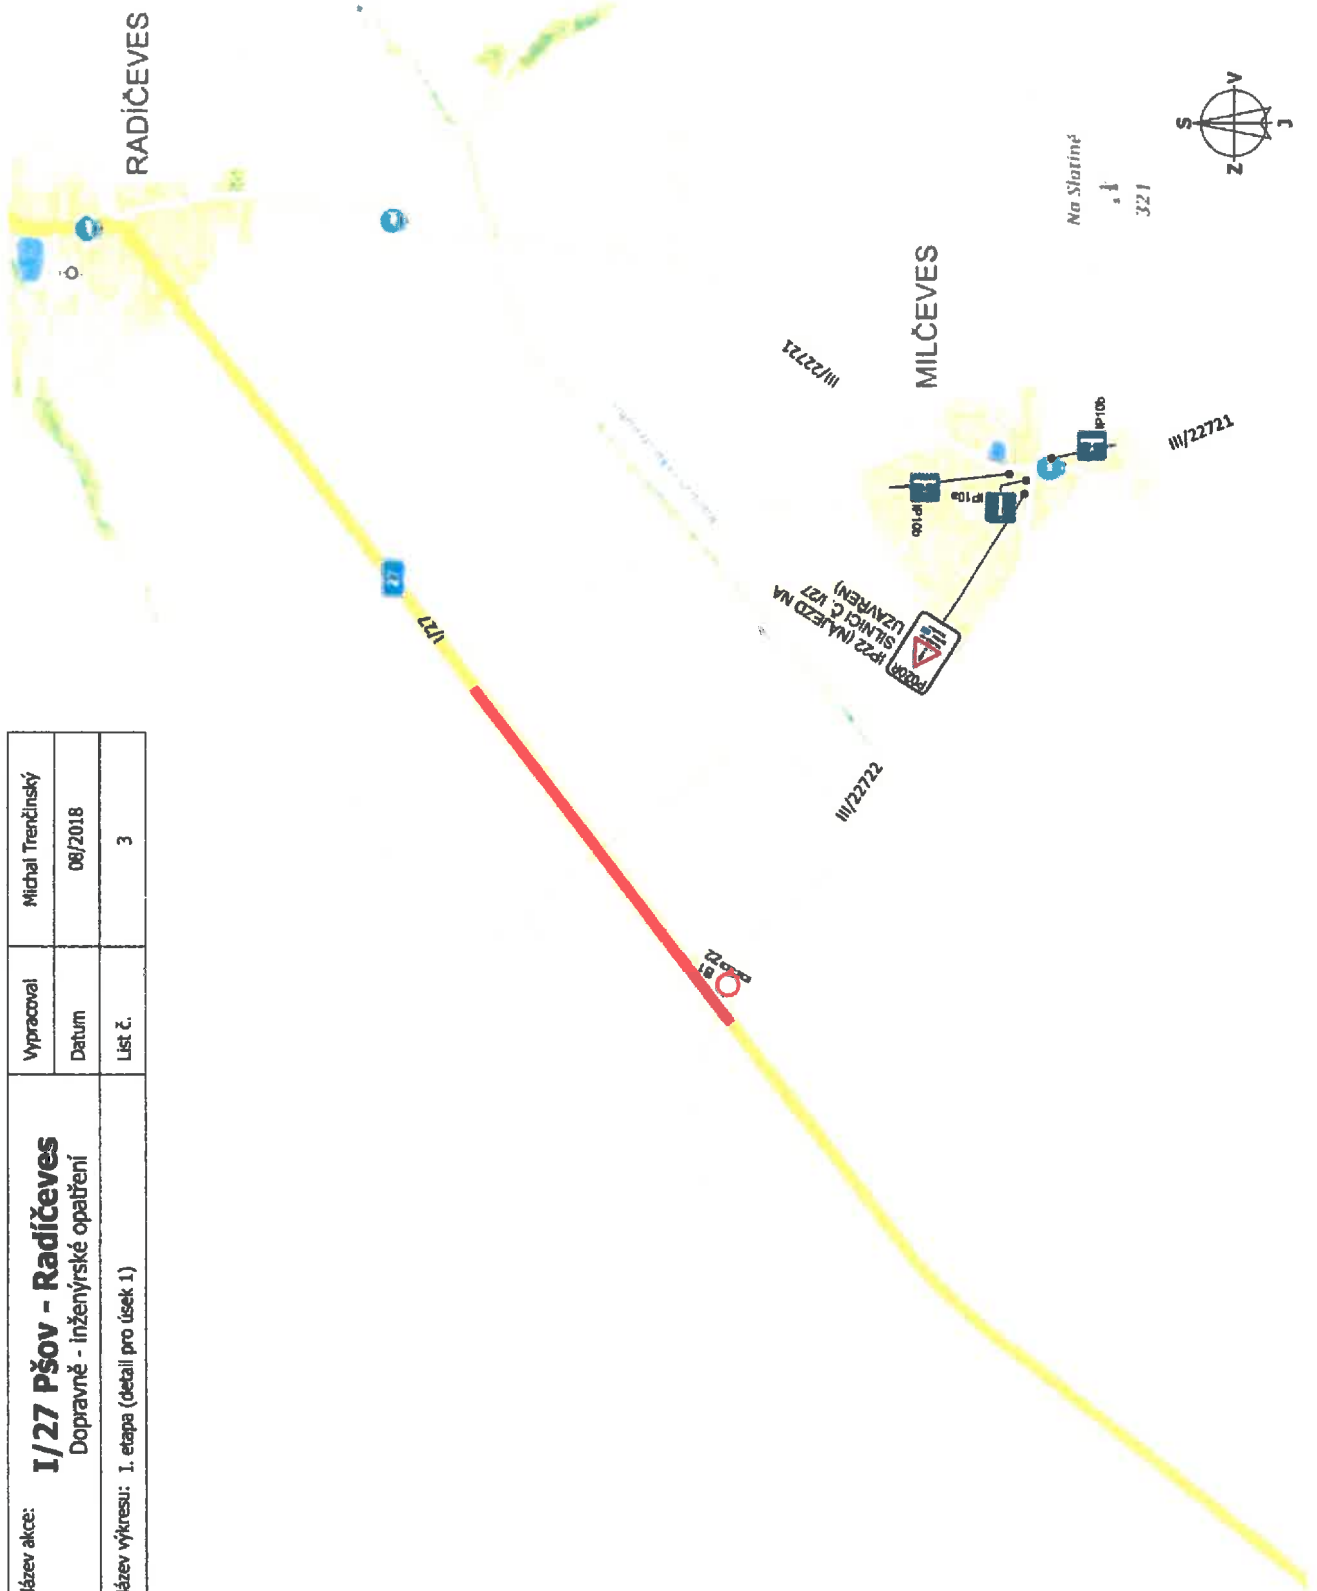 ázev akce:
I/27 Pšov - Radíčeves
Dopravně - inženýrské opatření
Vypracoval
Michal Trenčinský
Datum
08/2018
ázev výkresu: I. etapa (detail pro úsek 1)
List č.
3
RADÍČEVES
27
I/27
B1
III/22722
III/22721
MILČEVES
IP10b
IP10a
IP10b
III/22721
IP22 (NÁJEZD NA
SILNICI Č. I/27
UZAVŘEN)
POZOR
Na Slatině
321
S
V
J
Z